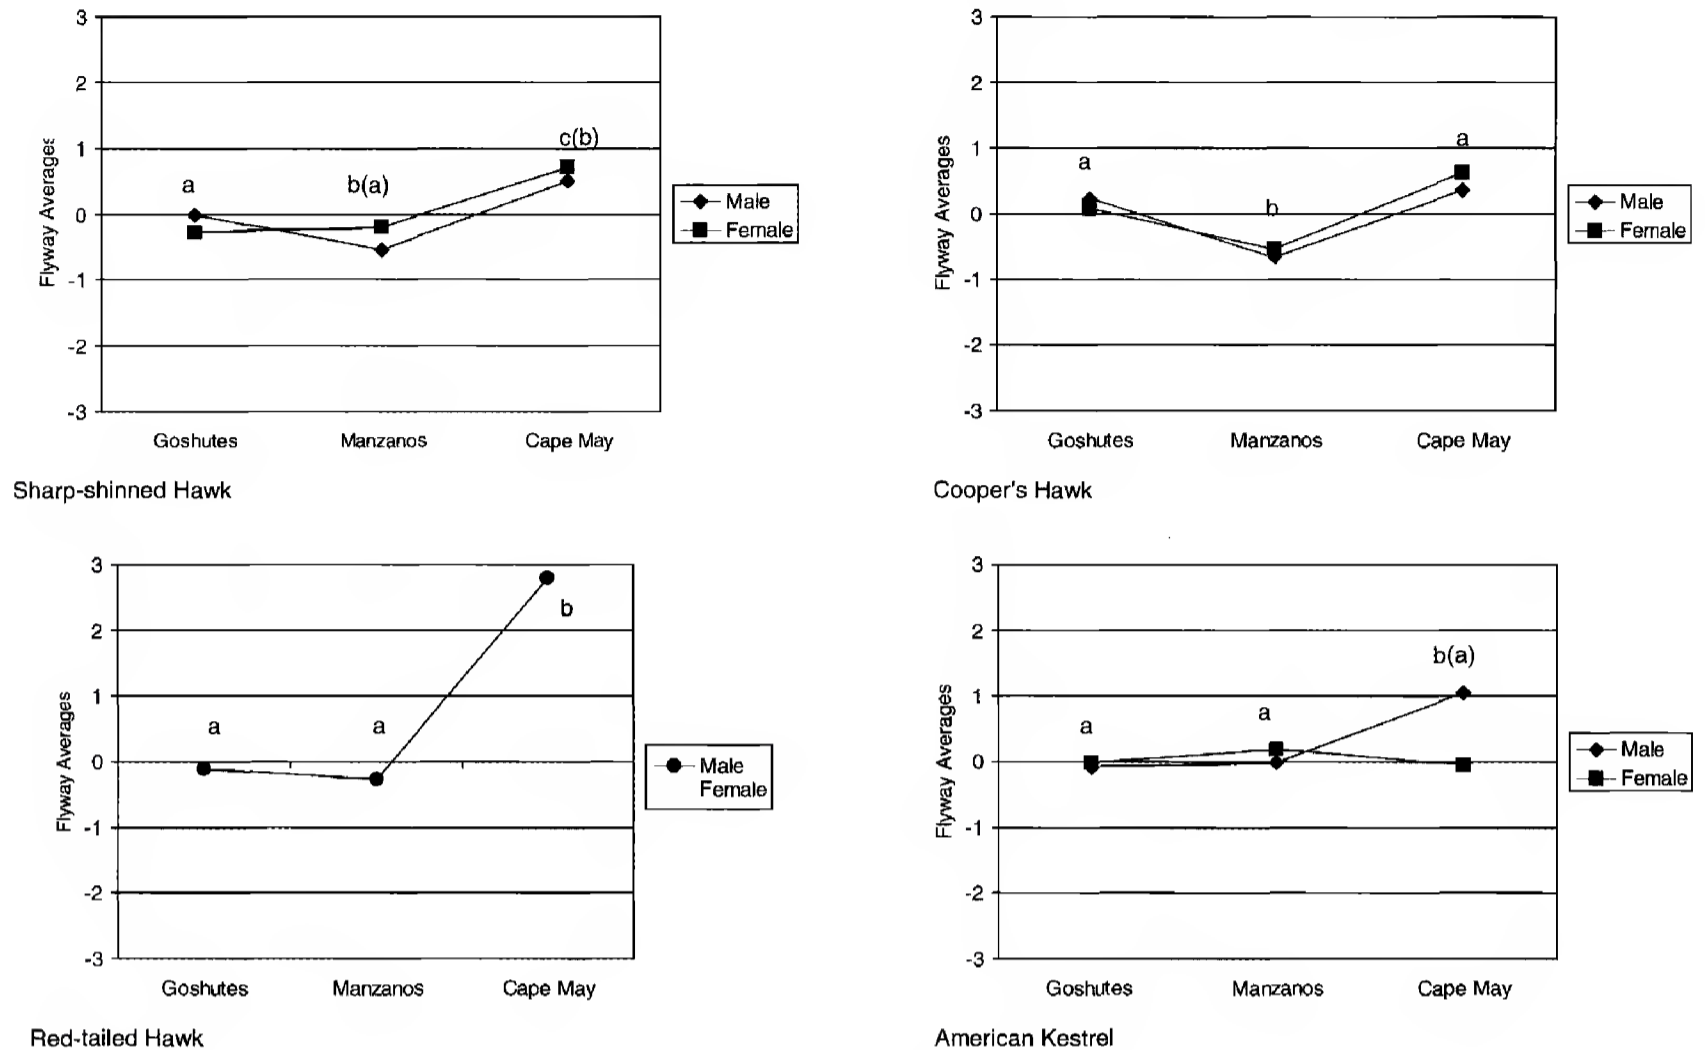 3
2
1
0
-1
-2
-3
Flyway Averages
a
b(a)
c(b)
Male
Female
Goshutes Manzanos Cape May
Sharp-shinned Hawk
3
2
1
0
-1
-2
-3
Flyway Averages
a
b
a
Male
Female
Goshutes Manzanos Cape May
Cooper's Hawk
3
2
1
0
-1
-2
-3
Flyway Averages
a
a
b
Male
Female
Goshutes Manzanos Cape May
Red-tailed Hawk
3
2
1
0
-1
-2
-3
Flyway Averages
a
a
b(a)
Male
Female
Goshutes Manzanos Cape May
American Kestrel